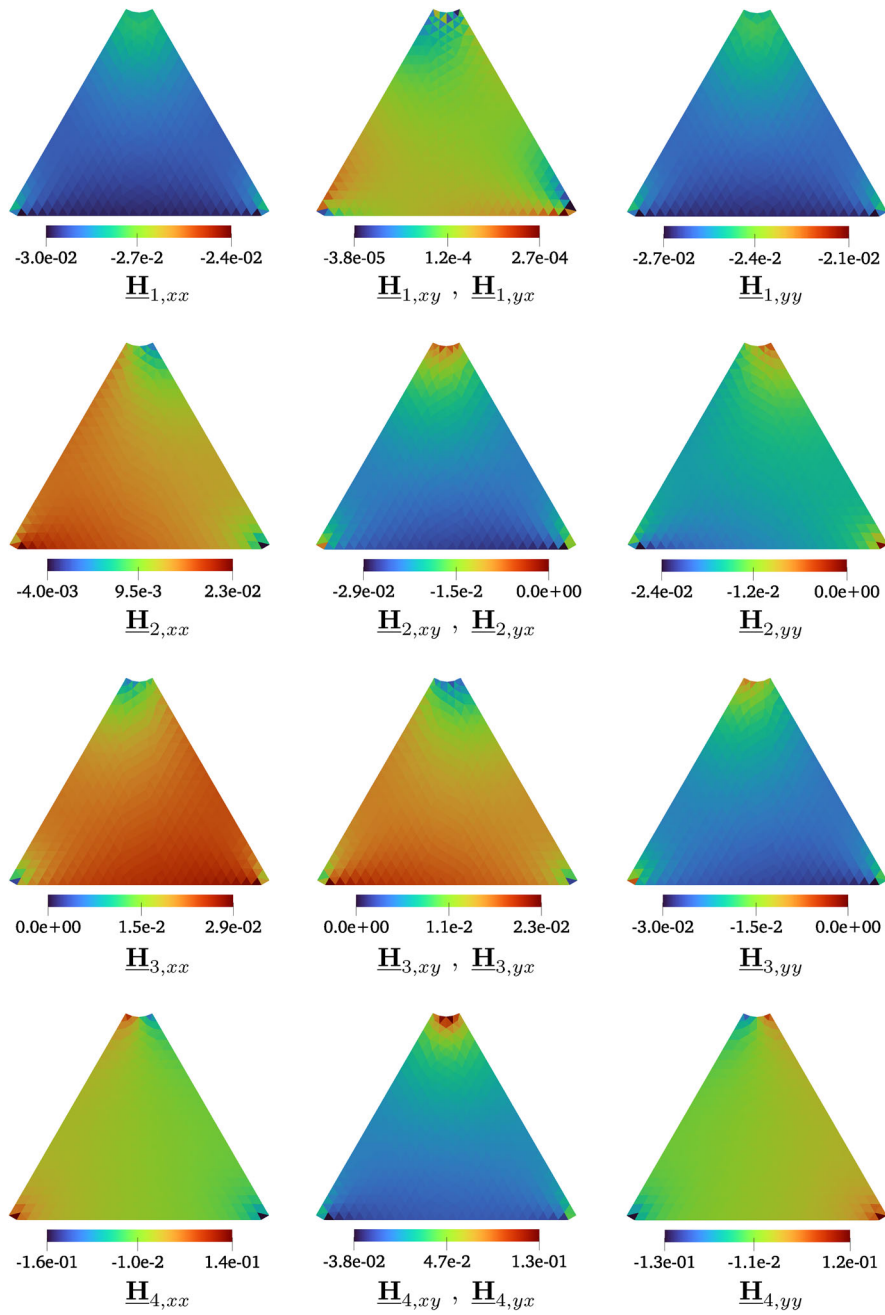 -3.0e-02 -2.7e-2 -2.4e-02 -3.8e-05 1.2e-4 2.7e-04 -2.7e-02 -2.4e-2 -2.1e-02
H1,xx H1,xy , H1,yx H1,yy
-4.0e-03 9.5e-3 2.3e-02 -2.9e-02 -1.5e-2 0.0e+00 -2.4e-02 -1.2e-2 0.0e+00
H2,xx H2,xy , H2,yx H2,yy
0.0e+00 1.5e-2 2.9e-02 0.0e+00 1.1e-2 2.3e-02 -3.0e-02 -1.5e-2 0.0e+00
H3,xx H3,xy , H3,yx H3,yy
-1.6e-01 -1.0e-2 1.4e-01 -3.8e-02 4.7e-2 1.3e-01 -1.3e-01 -1.1e-2 1.2e-01
H4,xx H4,xy , H4,yx H4,yy